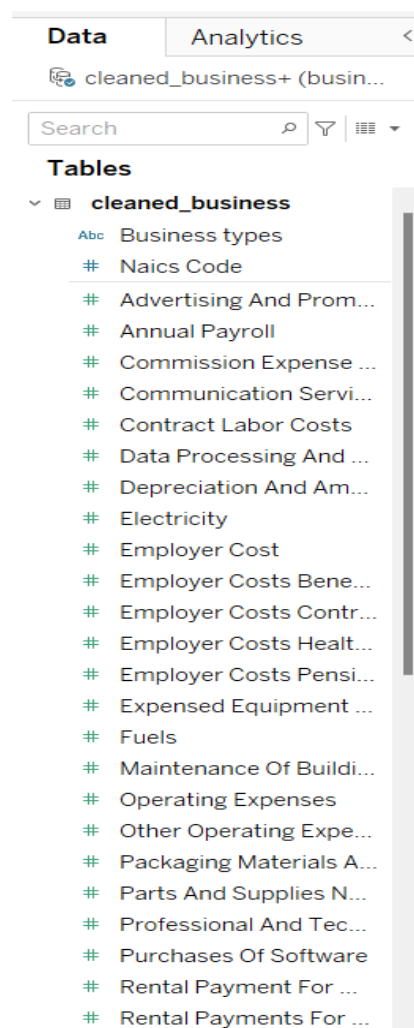 Data Analytics <
cleaned_business+ (busin...
Search
Tables
cleaned_business
Abc Business types
# Naics Code
# Advertising And Prom...
# Annual Payroll
# Commission Expense ...
# Communication Servi...
# Contract Labor Costs
# Data Processing And ...
# Depreciation And Am...
# Electricity
# Employer Cost
# Employer Costs Bene...
# Employer Costs Contr...
# Employer Costs Healt...
# Employer Costs Pensi...
# Expensed Equipment ...
# Fuels
# Maintenance Of Buildi...
# Operating Expenses
# Other Operating Expe...
# Packaging Materials A...
# Parts And Supplies N...
# Professional And Tec...
# Purchases Of Software
# Rental Payment For ...
# Rental Payments For ...